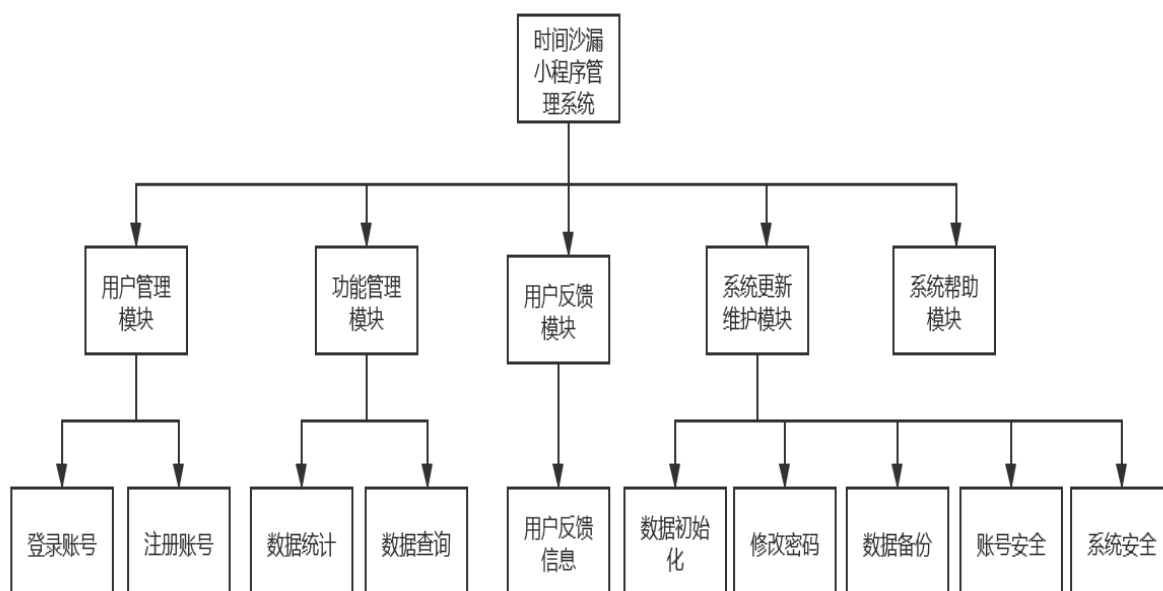 时间沙漏
小程序管
理系统
用户管理
模块
功能管理
模块
用户反馈
模块
系统更新
维护模块
系统帮助
模块
登录账号
注册账号
数据统计
数据查询
用户反馈
信息
数据初始
化
修改密码
数据备份
账号安全
系统安全